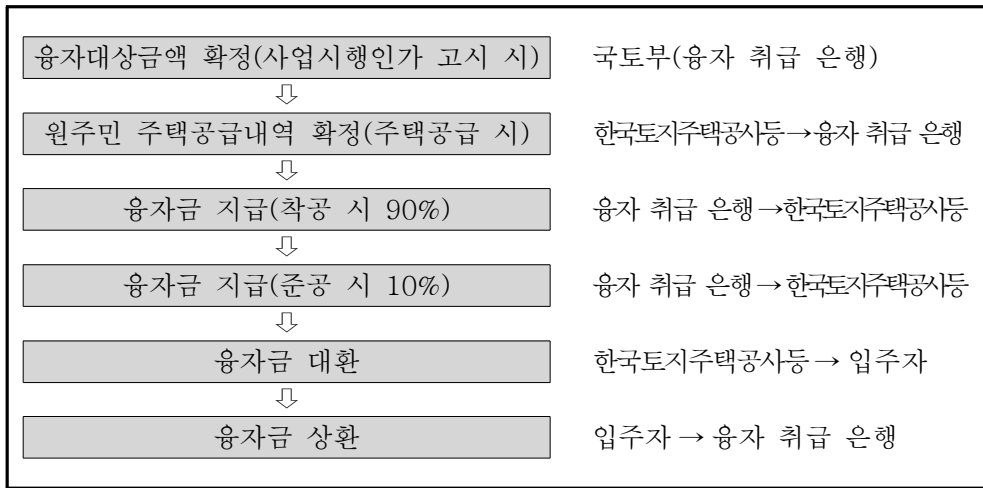 융자대상금액 확정(사업시행인가 고시 시) 국토부(융자 취급 은행)
⇩
원주민 주택공급내역 확정(주택공급 시) 한국토지주택공사등→융자 취급 은행
⇩
융자금 지급(착공 시 90%) 융자 취급 은행→한국토지주택공사등
⇩
융자금 지급(준공 시 10%) 융자 취급 은행→한국토지주택공사등
⇩
융자금 대환 한국토지주택공사등→ 입주자
⇩
융자금 상환 입주자 → 융자 취급 은행